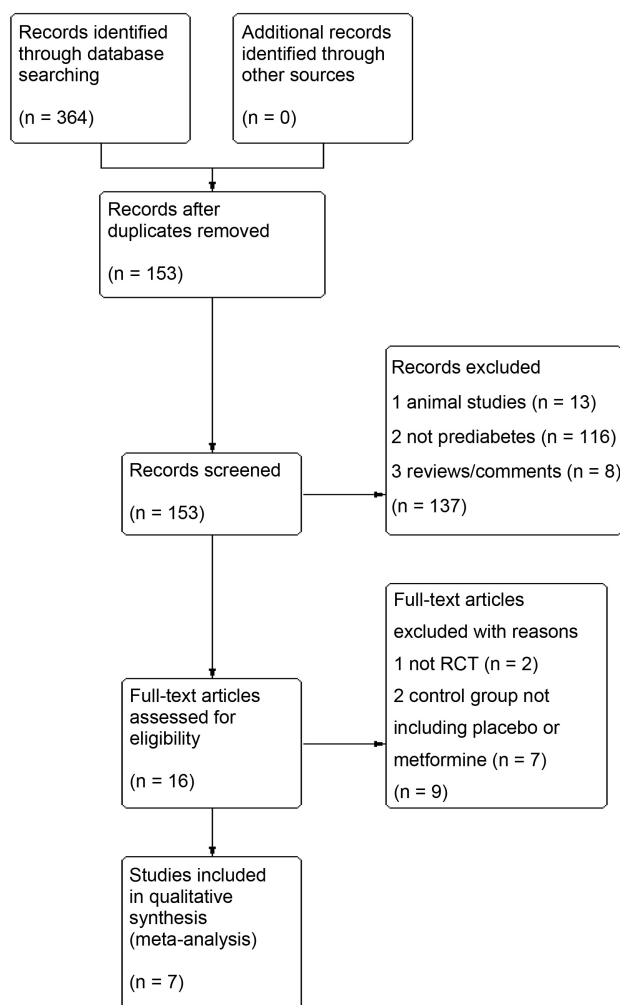 Records identified
through database
searching
(n = 364)
Additional records
identified through
other sources
(n = 0)
Records after
duplicates removed
(n = 153)
Records screened
(n = 153)
Records excluded
1 animal studies (n = 13)
2 not prediabetes (n = 116)
3 reviews/comments (n = 8)
(n = 137)
Full-text articles
assessed for
eligibility
(n = 16)
Full-text articles
excluded with reasons
1 not RCT (n = 2)
2 control group not
including placebo or
metformine (n = 7)
(n = 9)
Studies included
in qualitative
synthesis
(meta-analysis)
(n = 7)